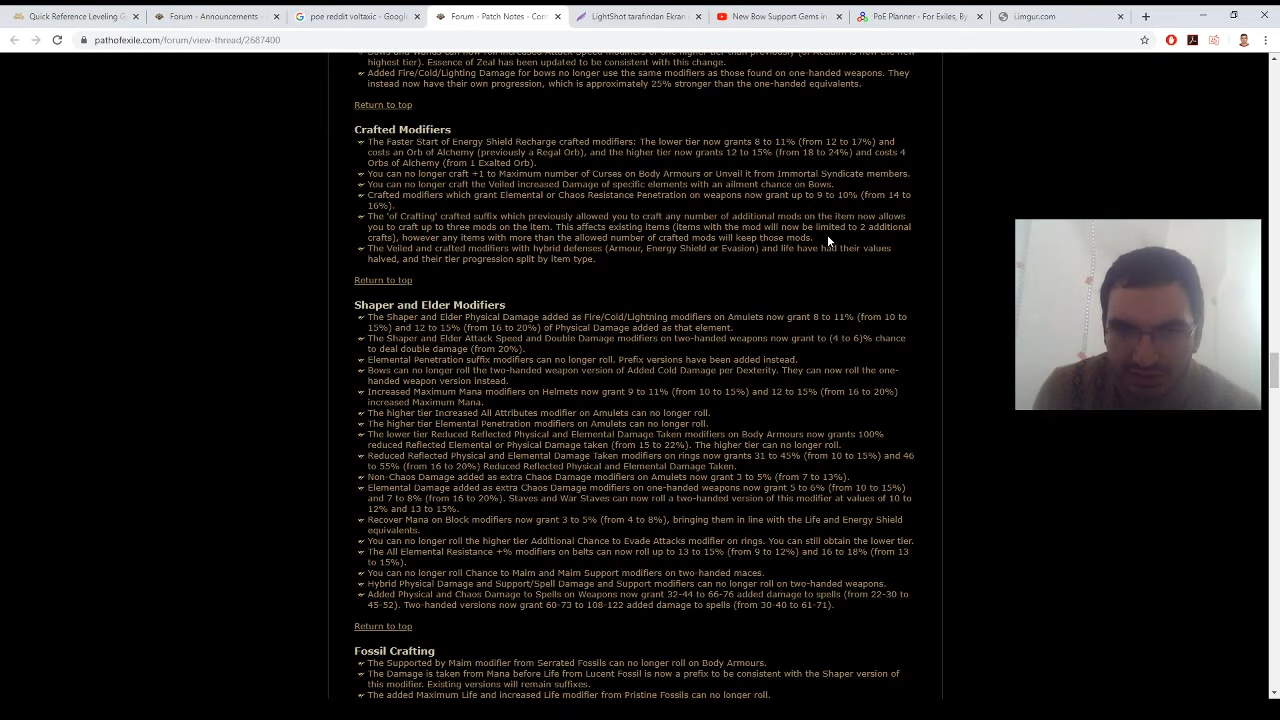 Quick Reference Leveling G
Forum - Announcements -
poe reddit voltaxic - Google
Forum - Patch Notes - Con
LightShot tarafından Ekran
New Bow Support Gems in
PoE Planner - For Exiles, By
i.imgur.com
pathofexile.com/forum/view-thread/2687400
highest tier). Essence of Zeal has been updated to be consistent with this change.
Added Fire/Cold/Lighting Damage for bows no longer use the same modifiers as those found on one-handed weapons. They
instead now have their own progression, which is approximately 25% stronger than the one-handed equivalents.
Return to top
Crafted Modifiers
The Faster Start of Energy Shield Recharge crafted modifiers: The lower tier now grants 8 to 11% (from 12 to 17%) and
costs an Orb of Alchemy (previously a Regal Orb), and the higher tier now grants 12 to 15% (from 18 to 24%) and costs 4
Orbs of Alchemy (from 1 Exalted Orb).
You can no longer craft +1 to Maximum number of Curses on Body Armours or Unveil it from Immortal Syndicate members.
You can no longer craft the Veiled increased Damage of specific elements with an ailment chance on Bows.
Crafted modifiers which grant Elemental or Chaos Resistance Penetration on weapons now grant up to 9 to 10% (from 14 to
16%).
The 'of Crafting' crafted suffix which previously allowed you to craft any number of additional mods on the item now allows
you to craft up to three mods on the item. This affects existing items (items with the mod will now be limited to 2 additional
crafts), however any items with more than the allowed number of crafted mods will keep those mods.
The Veiled and crafted modifiers with hybrid defenses (Armour, Energy Shield or Evasion) and life have had their values
halved, and their tier progression split by item type.
Return to top
Shaper and Elder Modifiers
The Shaper and Elder Physical Damage added as Fire/Cold/Lightning modifiers on Amulets now grant 8 to 11% (from 10 to
15%) and 12 to 15% (from 16 to 20%) of Physical Damage added as that element.
The Shaper and Elder Attack Speed and Double Damage modifiers on two-handed weapons now grant to (4 to 6)% chance
to deal double damage (from 20%).
Elemental Penetration suffix modifiers can no longer roll. Prefix versions have been added instead.
Bows can no longer roll the two-handed weapon version of Added Cold Damage per Dexterity. They can now roll the one-
handed weapon version instead.
Increased Maximum Mana modifiers on Helmets now grant 9 to 11% (from 10 to 15%) and 12 to 15% (from 16 to 20%)
increased Maximum Mana.
The higher tier Increased All Attributes modifier on Amulets can no longer roll.
The higher tier Elemental Penetration modifiers on Amulets can no longer roll.
The lower tier Reduced Reflected Physical and Elemental Damage Taken modifiers on Body Armours now grants 100%
reduced Reflected Elemental or Physical Damage taken (from 15 to 22%). The higher tier can no longer roll.
Reduced Reflected Physical and Elemental Damage Taken modifiers on rings now grants 31 to 45% (from 10 to 15%) and 46
to 55% (from 16 to 20%) Reduced Reflected Physical and Elemental Damage Taken.
Non-Chaos Damage added as extra Chaos Damage modifiers on Amulets now grant 3 to 5% (from 7 to 13%).
Elemental Damage added as extra Chaos Damage modifiers on one-handed weapons now grant 5 to 6% (from 10 to 15%)
and 7 to 8% (from 16 to 20%). Staves and War Staves can now roll a two-handed version of this modifier at values of 10 to
12% and 13 to 15%.
Recover Mana on Block modifiers now grant 3 to 5% (from 4 to 8%), bringing them in line with the Life and Energy Shield
equivalents.
You can no longer roll the higher tier Additional Chance to Evade Attacks modifier on rings. You can still obtain the lower tier.
The All Elemental Resistance +% modifiers on belts can now roll up to 13 to 15% (from 9 to 12%) and 16 to 18% (from 13
to 15%).
You can no longer roll Chance to Maim and Maim Support modifiers on two-handed maces.
Hybrid Physical Damage and Support/Spell Damage and Support modifiers can no longer roll on two-handed weapons.
Added Physical and Chaos Damage to Spells on Weapons now grant 32-44 to 66-76 added damage to spells (from 22-30 to
45-52). Two-handed versions now grant 60-73 to 108-122 added damage to spells (from 30-40 to 61-71).
Return to top
Fossil Crafting
The Supported by Maim modifier from Serrated Fossils can no longer roll on Body Armours.
The Damage is taken from Mana before Life from Lucent Fossil is now a prefix to be consistent with the Shaper version of
this modifier. Existing versions will remain suffixes.
The added Maximum Life and increased Life modifier from Pristine Fossils can no longer roll.